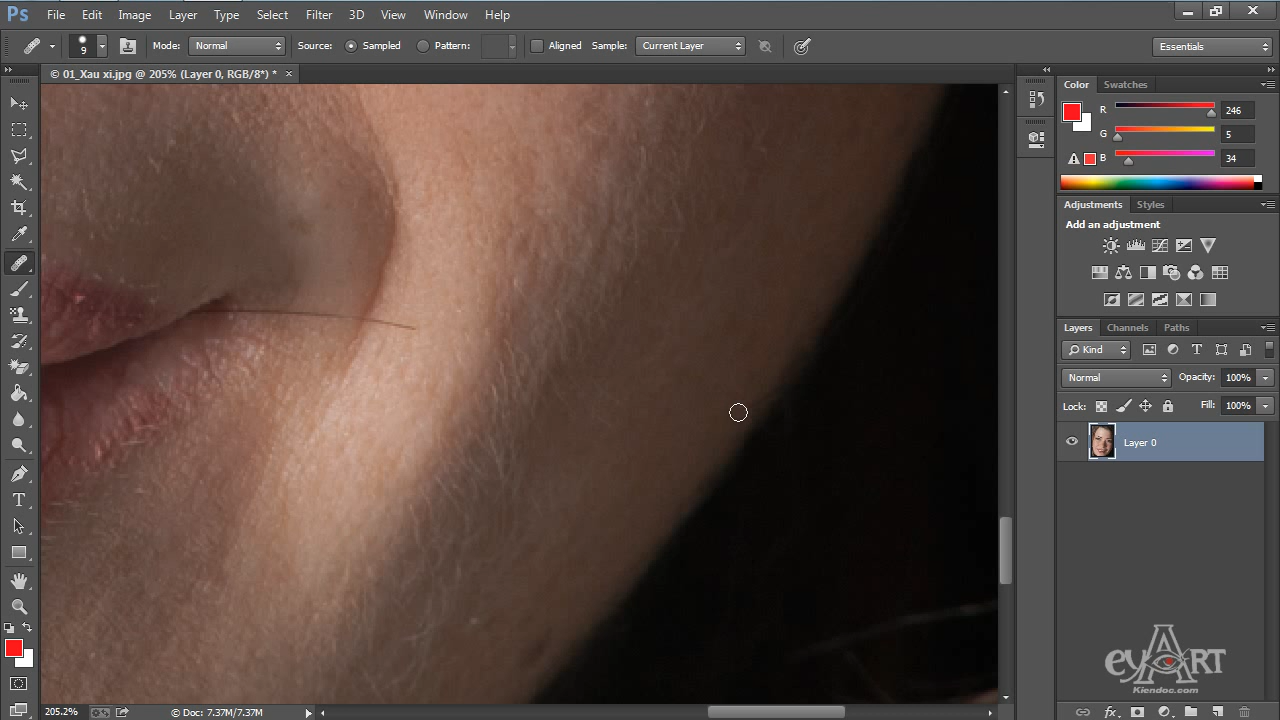 Ps File Edit Image Layer Type Select Filter 3D View Window Help
9 Mode: Normal Source: Sampled Pattern: Aligned Sample: Current Layer Essentials
© 01_Xau xi.jpg @ 205% (Layer 0, RGB/8*) * ×
Color Swatches
R 246
G 5
B 34
Adjustments Styles
Add an adjustment
Layers Channels Paths
Kind
Normal Opacity: 100%
Lock: Fill: 100%
Layer 0
eyART
Kiendoc.com
205.2% © Doc: 7.37M/7.37M
fx